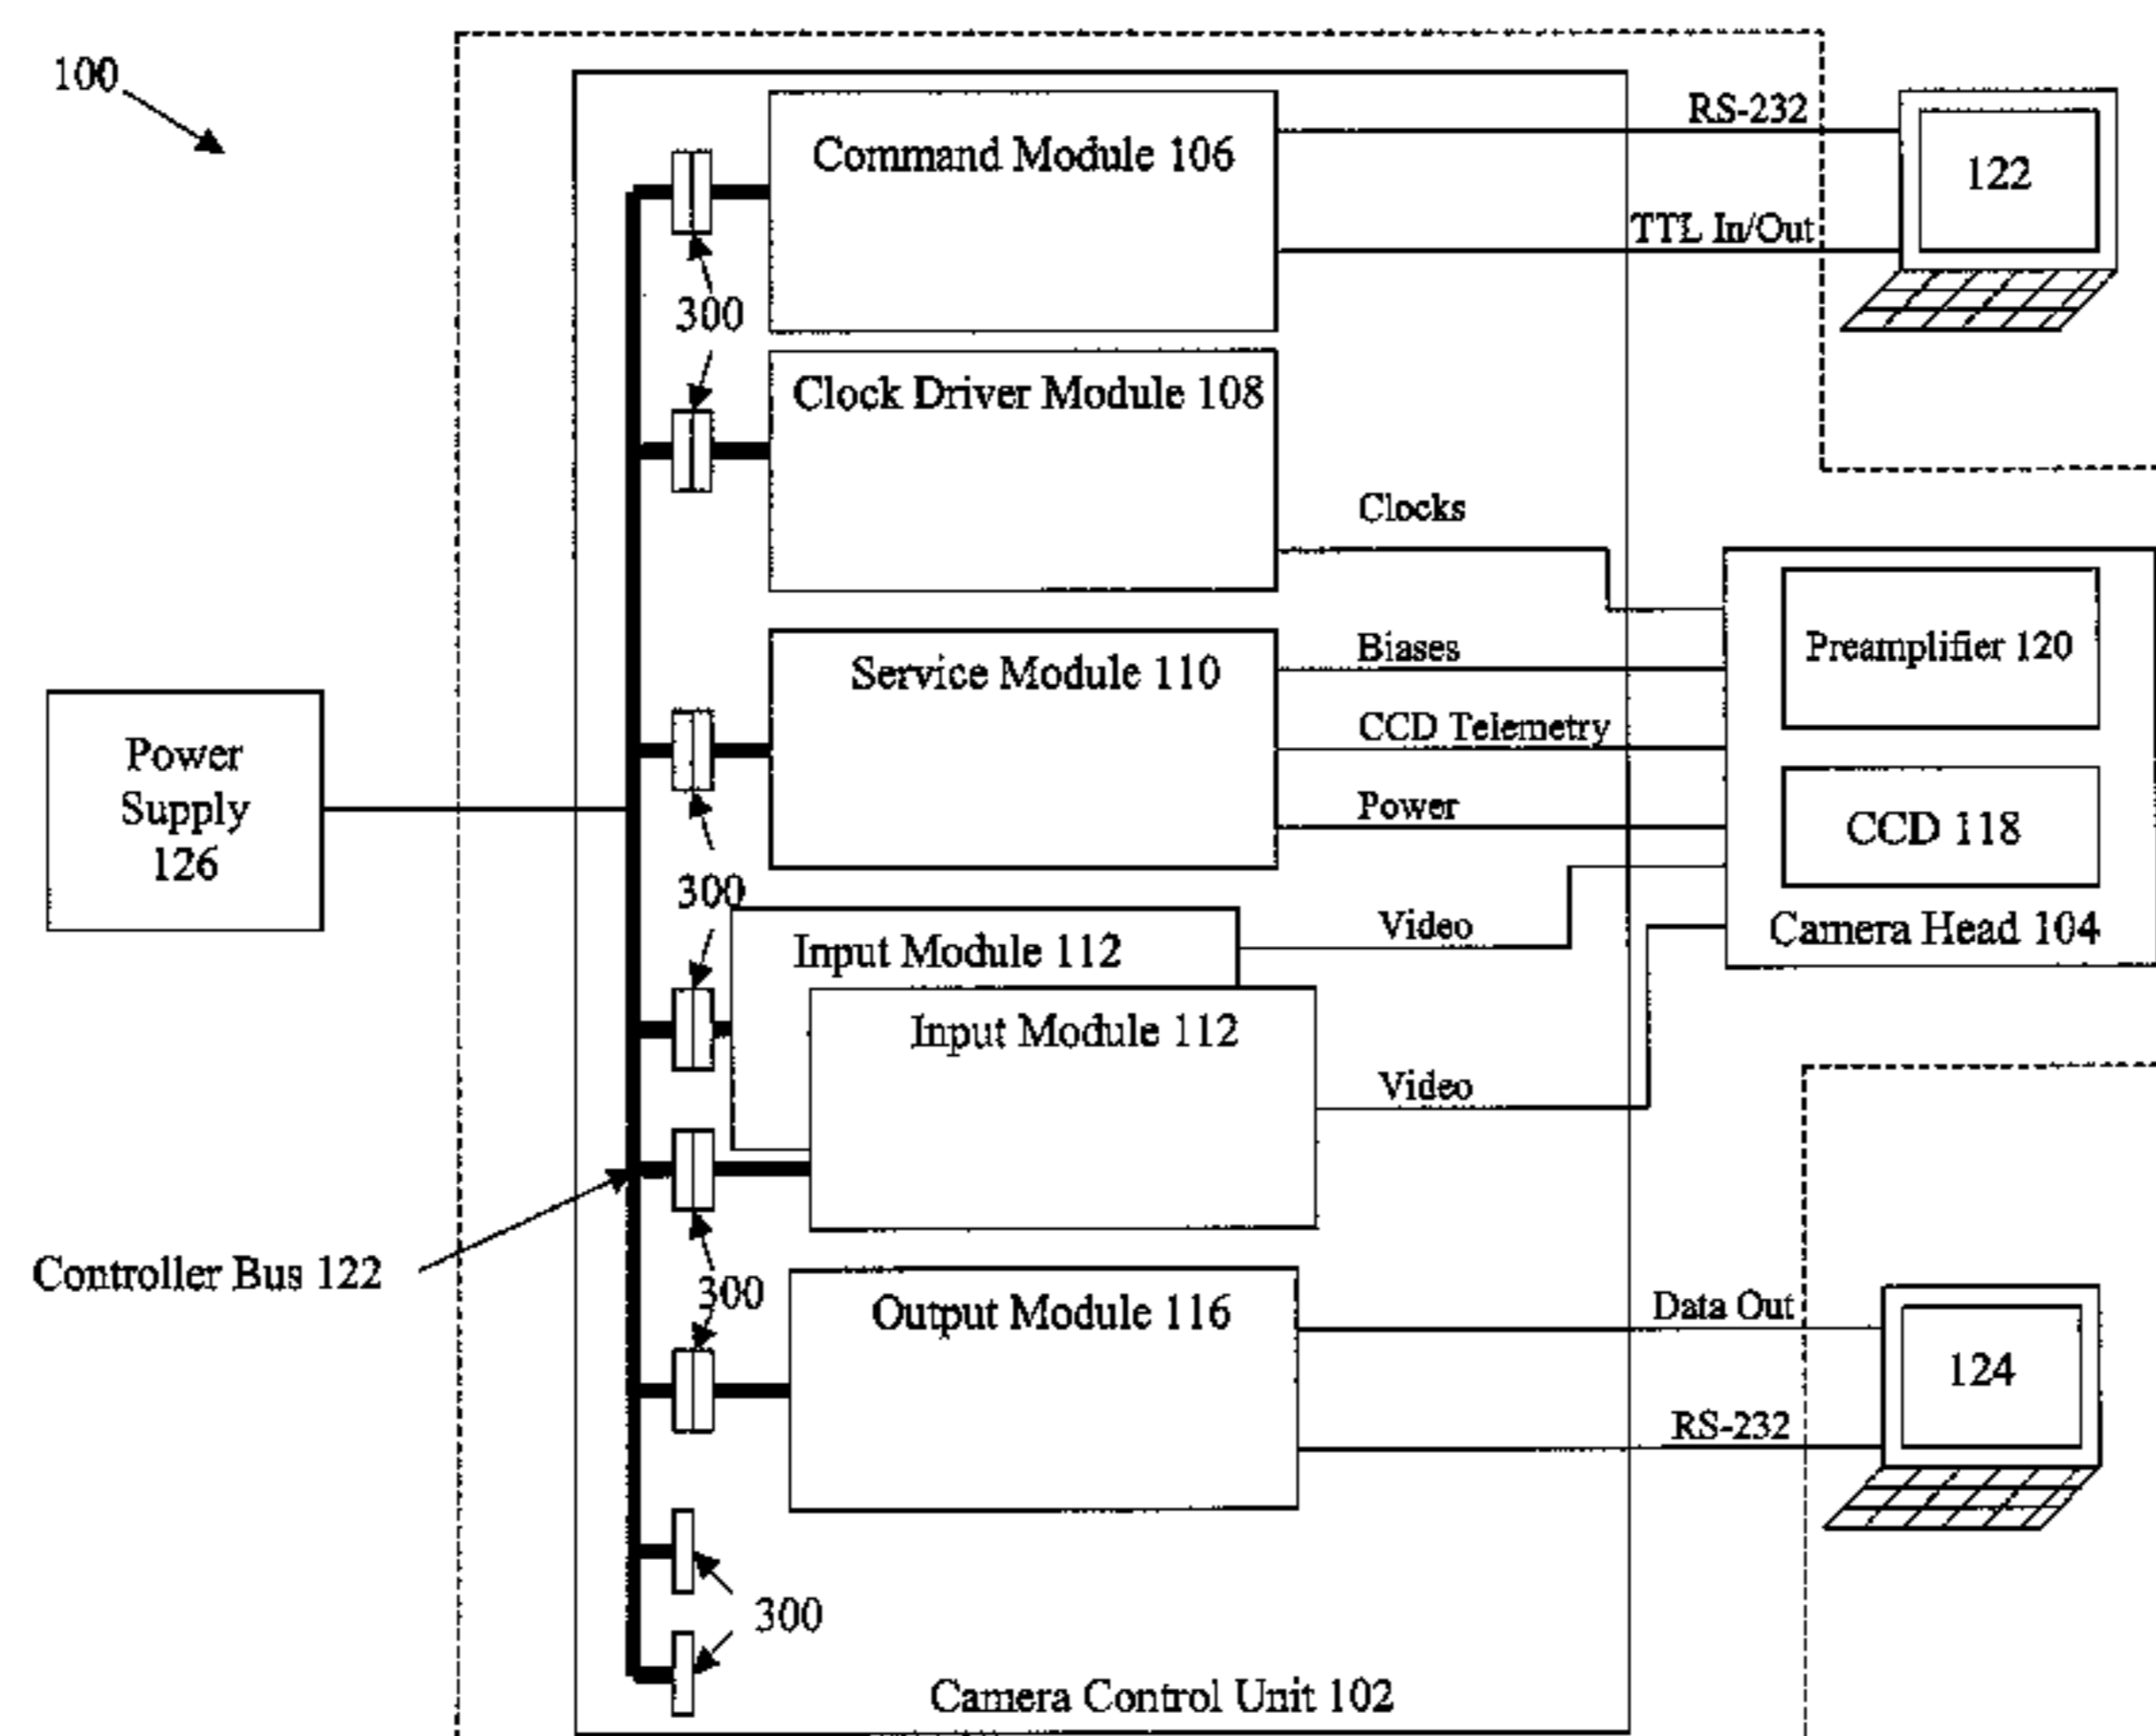 100
Command Module 106
RS-232
122
TTL In/Out
300
Clock Driver Module 108
Clocks
Preamplifier 120
Biases
Service Module 110
CCD Telemetry
Power
Supply
126
Power
CCD 118
300
Camera Head 104
Video
Input Module 112
Input Module 112
Video
Controller Bus 122
300
Output Module 116
Data Out
124
RS-232
300
Camera Control Unit 102